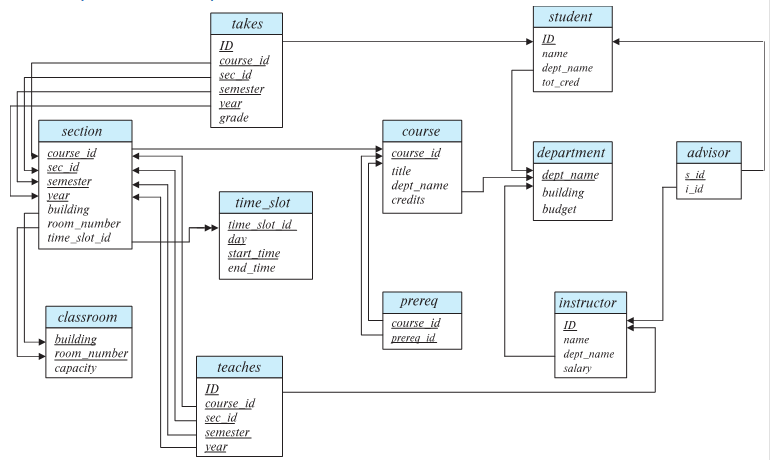 takes
ID
course_id
sec_id
semester
year
grade
student
ID
name
dept_name
tot_cred
section
course_id
sec_id
semester
year
building
room_number
time_slot_id
course
course_id
title
dept_name
credits
department
dept_name
building
budget
advisor
s_id
i_id
time_slot
time_slot_id
day
start_time
end_time
prereq
course_id
prereq_id
instructor
ID
name
dept_name
salary
classroom
building
room_number
capacity
teaches
ID
course_id
sec_id
semester
year